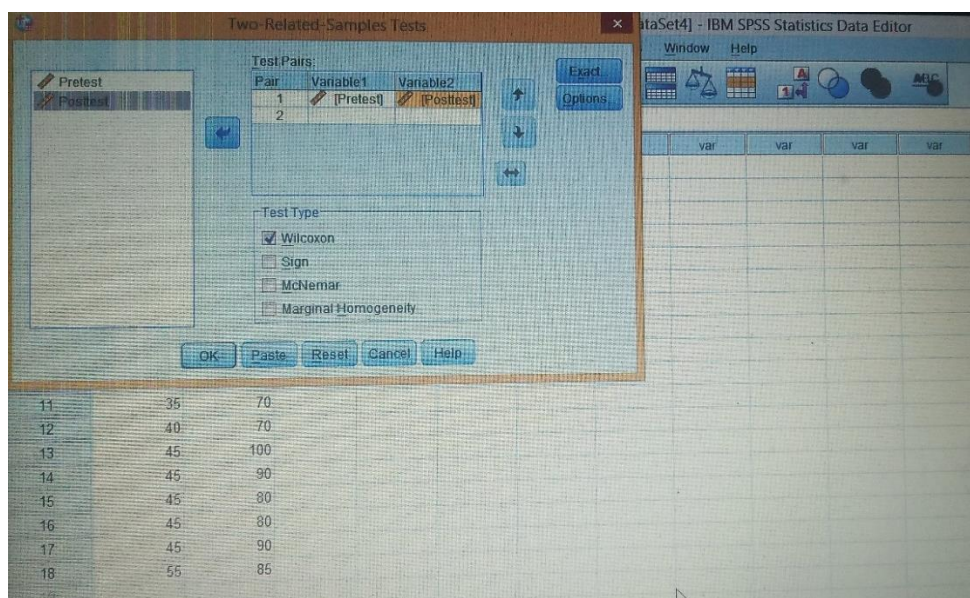 Two-Related-Samples Tests
ataSet4] - IBM SPSS Statistics Data Editor
Window Help
Pretest
Posttest
Test Pairs:
Pair Variable1 Variable2
1 [Pretest] [Posttest]
2
Exact...
Options...
Test Type
Wilcoxon
Sign
McNemar
Marginal Homogeneity
OK Paste Reset Cancel Help
A
1
ABC
var var var var
11 35 70
12 40 70
13 45 100
14 45 90
15 45 80
16 45 80
17 45 90
18 55 85